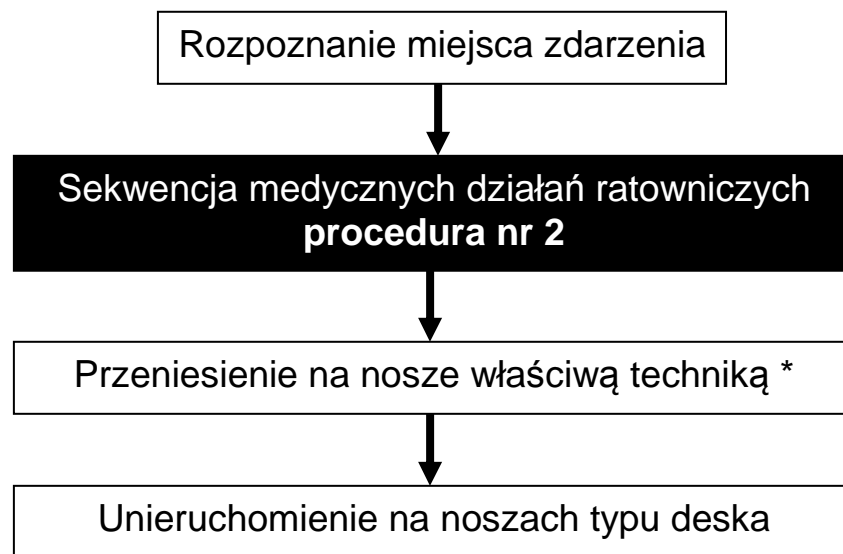 Rozpoznanie miejsca zdarzenia
Sekwencja medycznych działań ratowniczych
procedura nr 2
Przeniesienie na nosze właściwą techniką *
Unieruchomienie na noszach typu deska